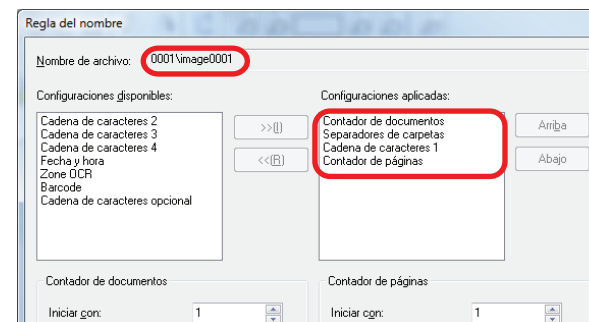 Regla del nombre
Nombre de archivo: 0001\image0001
Configuraciones disponibles: Configuraciones aplicadas:
Cadena de caracteres 2
Cadena de caracteres 3
Cadena de caracteres 4
Fecha y hora
Zone OCR
Barcode
Cadena de caracteres opcional
>>(I)
<<(R)
Contador de documentos
Separadores de carpetas
Cadena de caracteres 1
Contador de páginas
Arriba
Abajo
Contador de documentos Contador de páginas
Iniciar con: 1 Iniciar con: 1